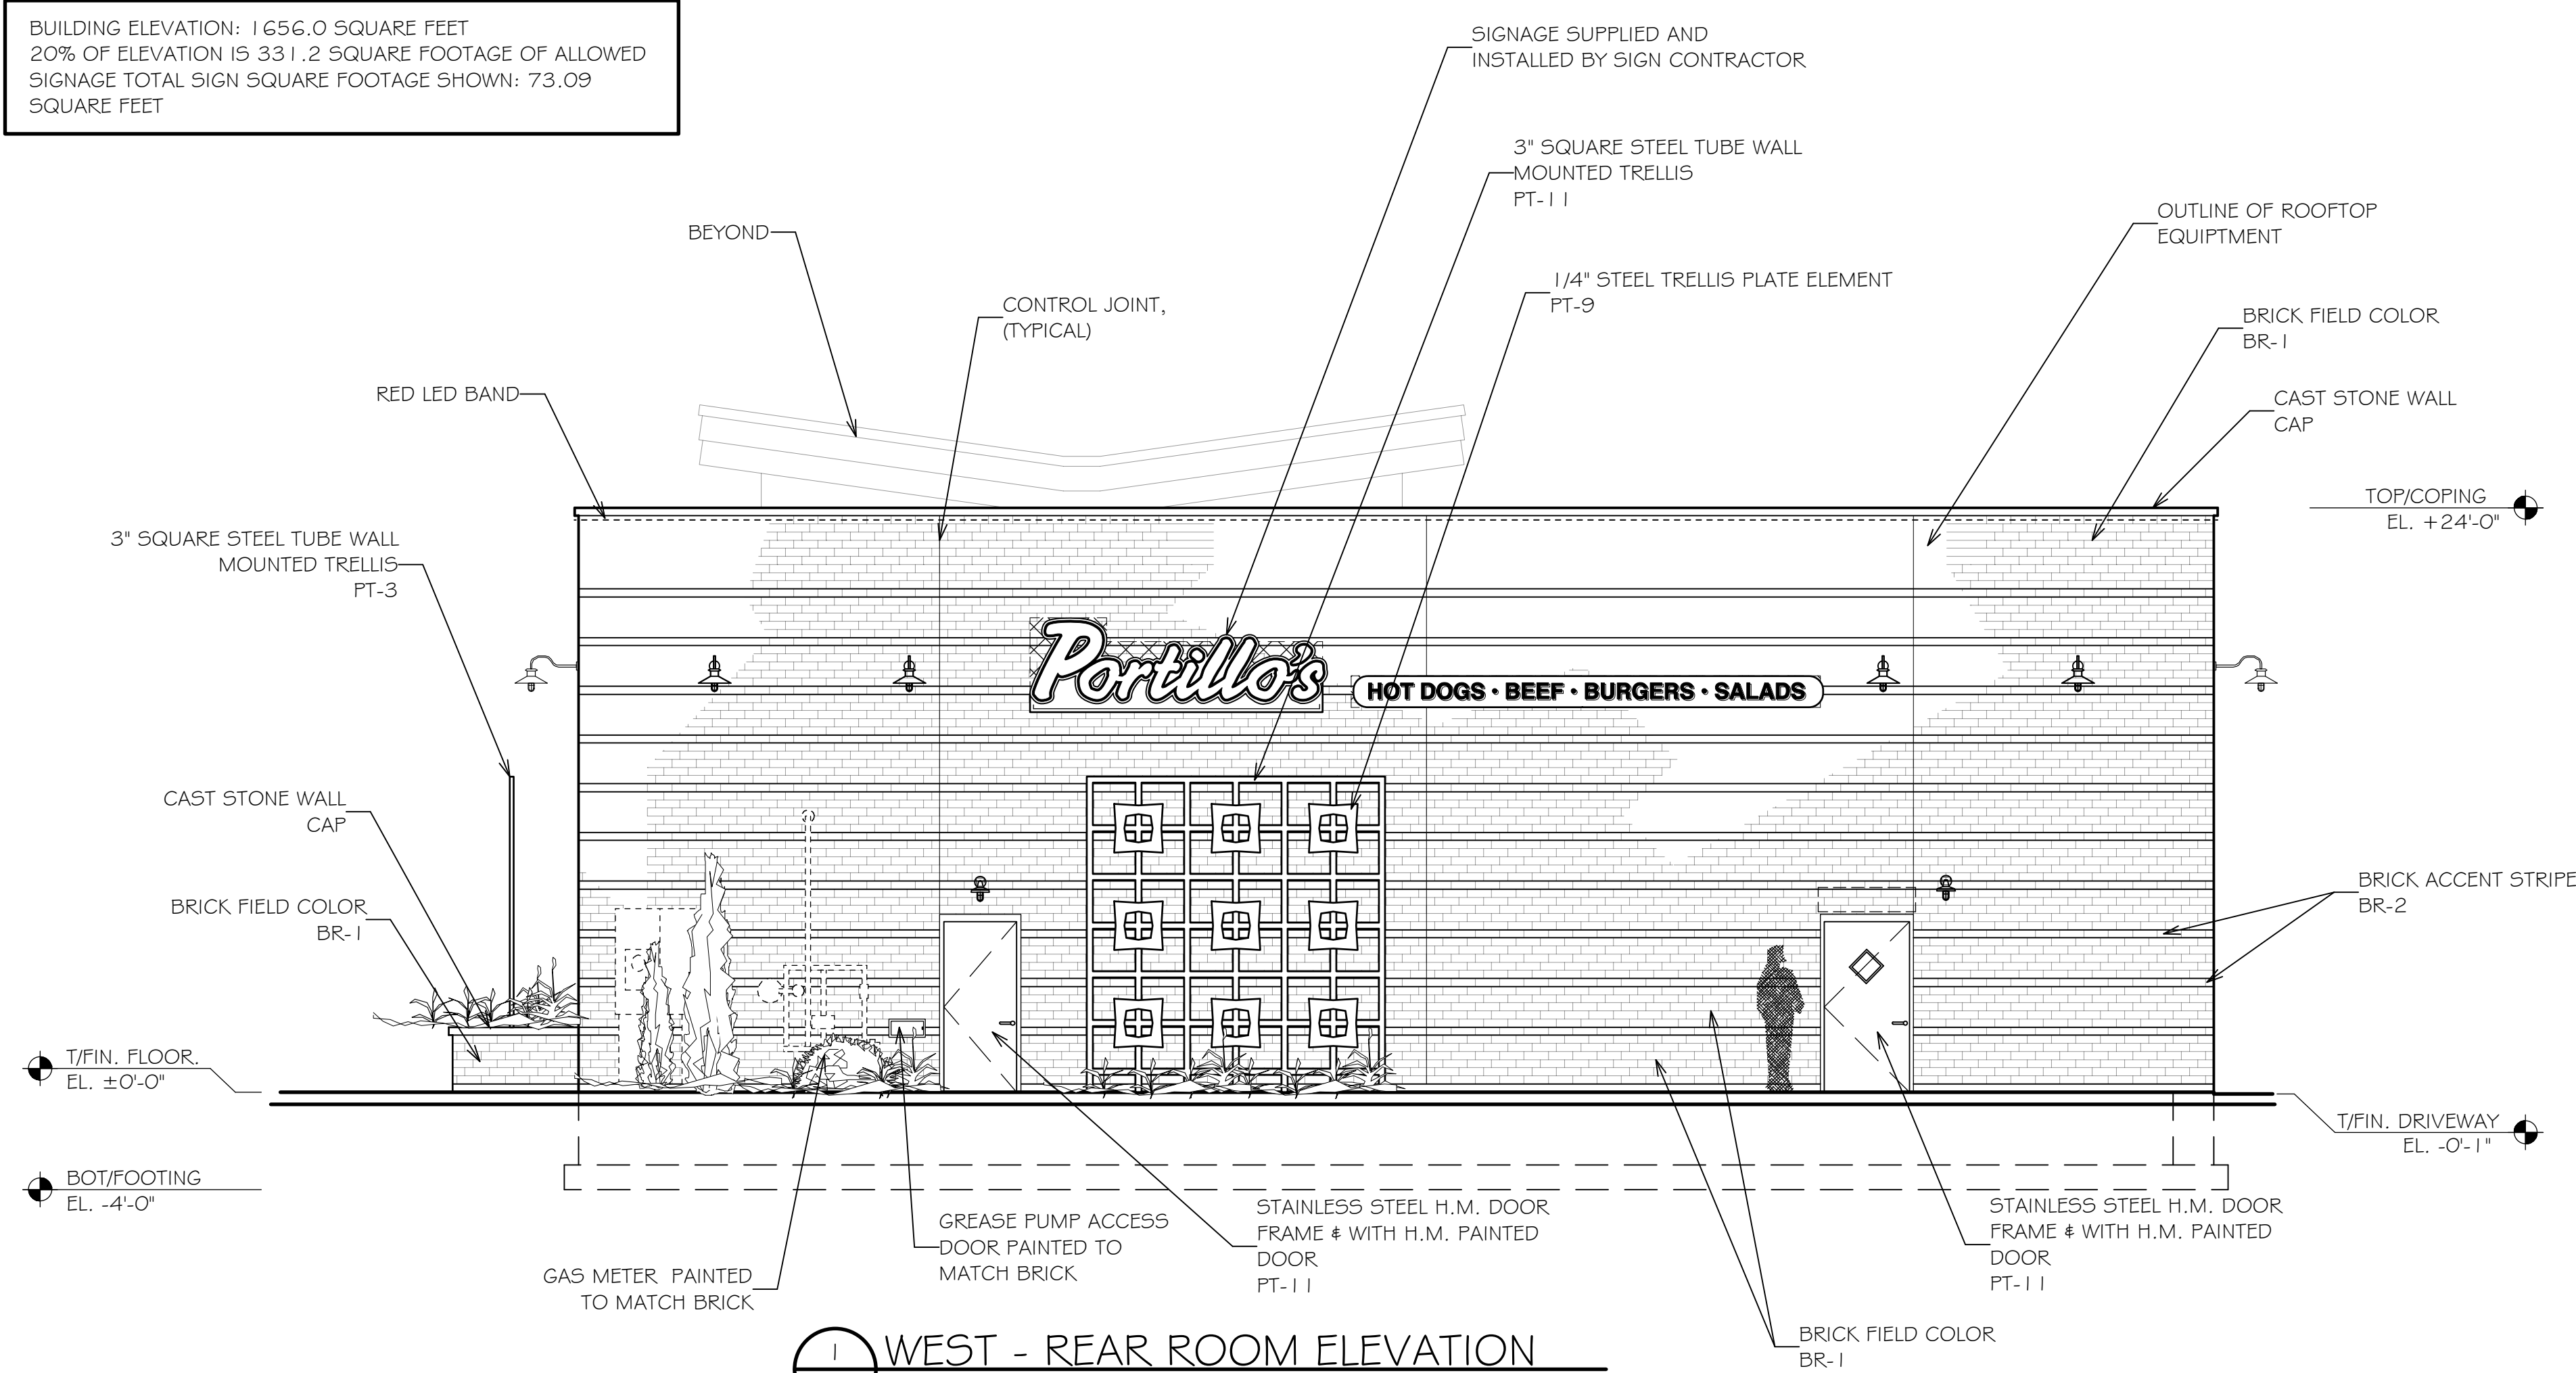 BUILDING ELEVATION: 1656.0 SQUARE FEET
20% OF ELEVATION IS 331.2 SQUARE FOOTAGE OF ALLOWED
SIGNAGE TOTAL SIGN SQUARE FOOTAGE SHOWN: 73.09
SQUARE FEET
SIGNAGE SUPPLIED AND
INSTALLED BY SIGN CONTRACTOR
3" SQUARE STEEL TUBE WALL
MOUNTED TRELLIS
PT-11
BEYOND
OUTLINE OF ROOFTOP
EQUIPTMENT
1/4" STEEL TRELLIS PLATE ELEMENT
PT-9
CONTROL JOINT,
(TYPICAL)
BRICK FIELD COLOR
BR-1
RED LED BAND
CAST STONE WALL
CAP
TOP/COPING
EL. +24'-0"
3" SQUARE STEEL TUBE WALL
MOUNTED TRELLIS
PT-3
Portillo's
HOT DOGS · BEEF · BURGERS · SALADS
CAST STONE WALL
CAP
BRICK FIELD COLOR
BR-1
BRICK ACCENT STRIPE
BR-2
T/FIN. FLOOR.
EL. ±0'-0"
T/FIN. DRIVEWAY
EL. -0'-1"
BOT/FOOTING
EL. -4'-0"
GAS METER PAINTED
TO MATCH BRICK
GREASE PUMP ACCESS
DOOR PAINTED TO
MATCH BRICK
STAINLESS STEEL H.M. DOOR
FRAME & WITH H.M. PAINTED
DOOR
PT-11
STAINLESS STEEL H.M. DOOR
FRAME & WITH H.M. PAINTED
DOOR
PT-11
BRICK FIELD COLOR
BR-1
1
WEST - REAR ROOM ELEVATION